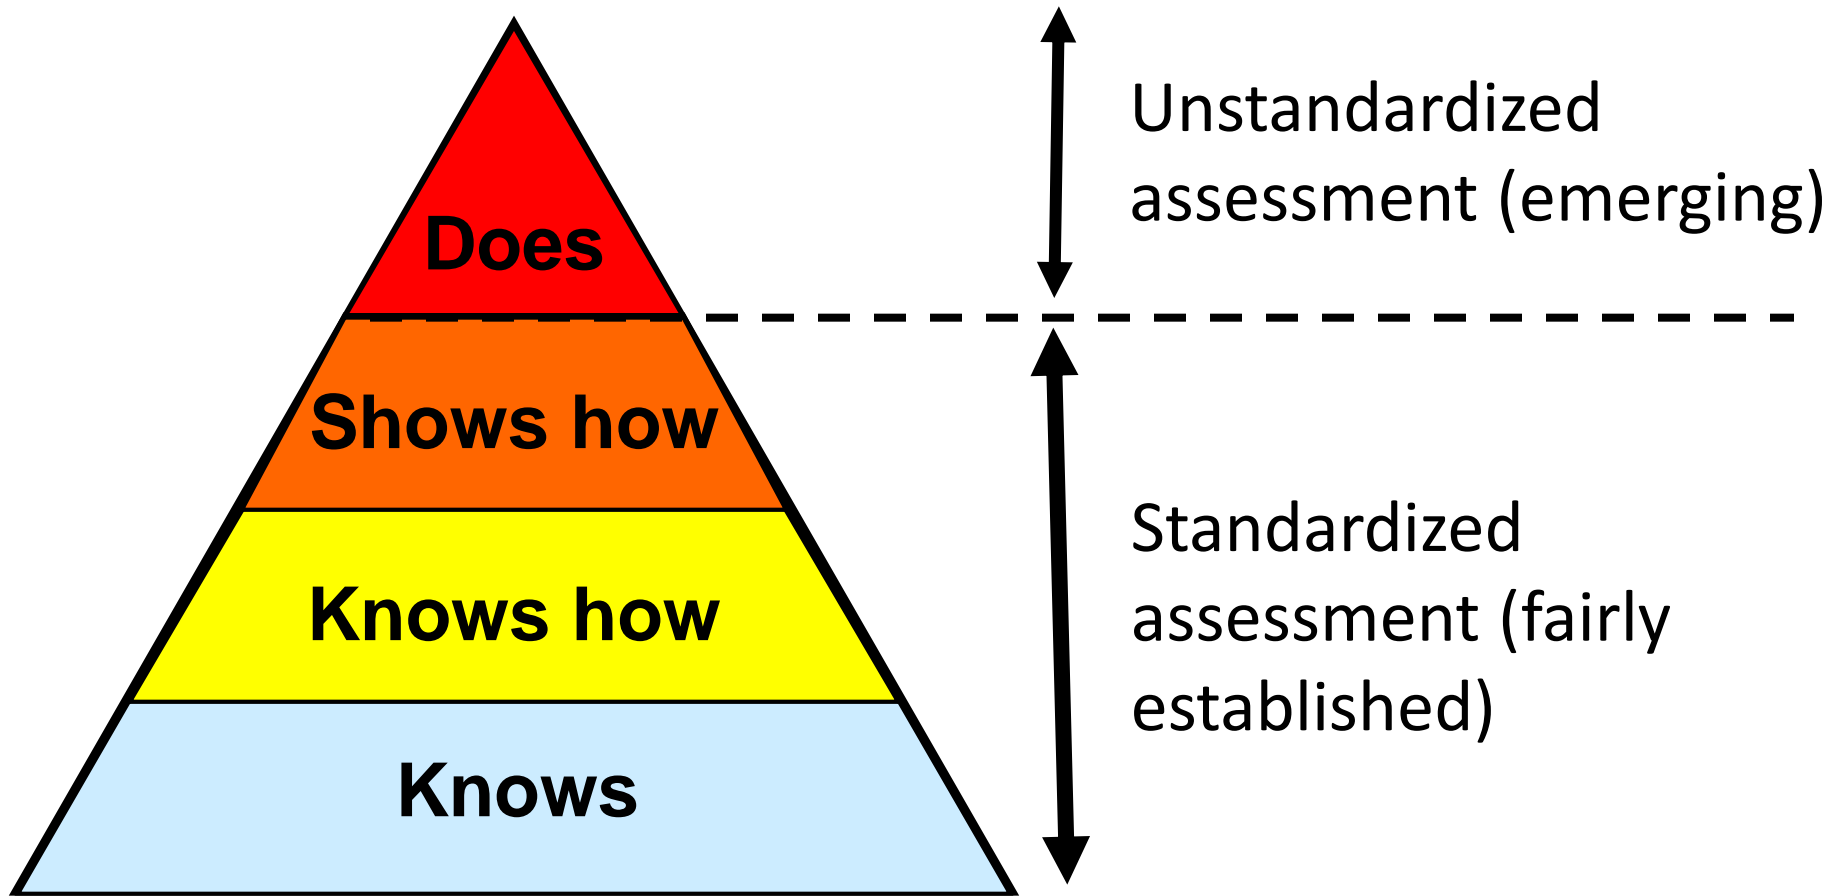 Does
Shows how
Knows how
Knows
Unstandardized
assessment (emerging)
Standardized
assessment (fairly
established)